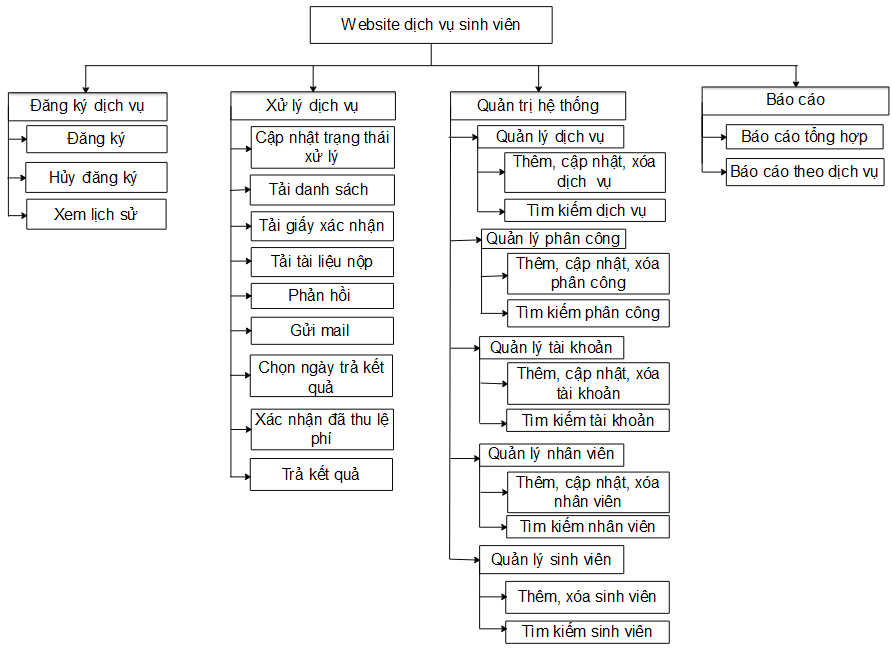 Website dịch vụ sinh viên
Đăng ký dịch vụ
Đăng ký
Hủy đăng ký
Xem lịch sử
Xử lý dịch vụ
Cập nhật trạng thái
xử lý
Tải danh sách
Tải giấy xác nhận
Tải tài liệu nộp
Phản hồi
Gửi mail
Chọn ngày trả kết
quả
Xác nhận đã thu lệ
phí
Trả kết quả
Quản trị hệ thống
Quản lý dịch vụ
Thêm, cập nhật, xóa
dịch vụ
Tìm kiếm dịch vụ
Quản lý phân công
Thêm, cập nhật, xóa
phân công
Tìm kiếm phân công
Quản lý tài khoản
Thêm, cập nhật, xóa
tài khoản
Tìm kiếm tài khoản
Quản lý nhân viên
Thêm, cập nhật, xóa
nhân viên
Tìm kiếm nhân viên
Quản lý sinh viên
Thêm, xóa sinh viên
Tìm kiếm sinh viên
Báo cáo
Báo cáo tổng hợp
Báo cáo theo dịch vụ